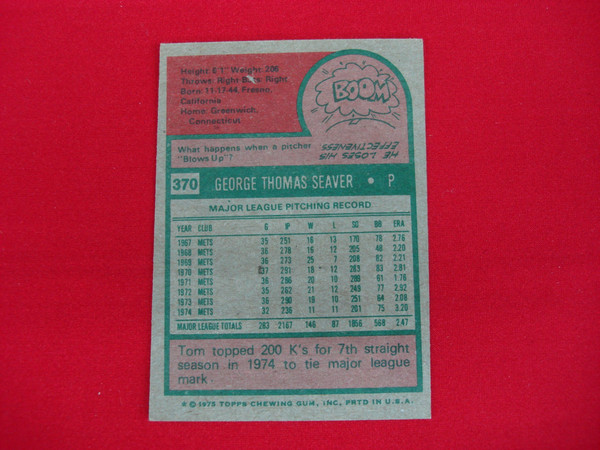 Height: 6'1" Weight: 206
Throws: Right Bats: Right
Born: 11-17-44, Fresno,
California
Home: Greenwich,
Connecticut
BOOM
What happens when a pitcher
"Blows Up"?
HE LOSES HIS
EFFECTIVENESS
370 GEORGE THOMAS SEAVER • P
MAJOR LEAGUE PITCHING RECORD
YEAR CLUB G IP W L SO BB ERA
1967 METS 35 251 16 13 170 78 2.76
1968 METS 36 278 16 12 205 48 2.20
1969 METS 36 273 25 7 208 82 2.21
1970 METS 37 291 18 12 283 83 2.81
1971 METS 36 286 20 10 289 61 1.76
1972 METS 35 262 21 12 249 77 2.92
1973 METS 36 290 19 10 251 64 2.08
1974 METS 32 236 11 11 201 75 3.20
MAJOR LEAGUE TOTALS 283 2167 146 87 1856 568 2.47
Tom topped 200 K's for 7th straight
season in 1974 to tie major league
mark.
* © 1975 TOPPS CHEWING GUM, INC. PRTD IN U.S.A.